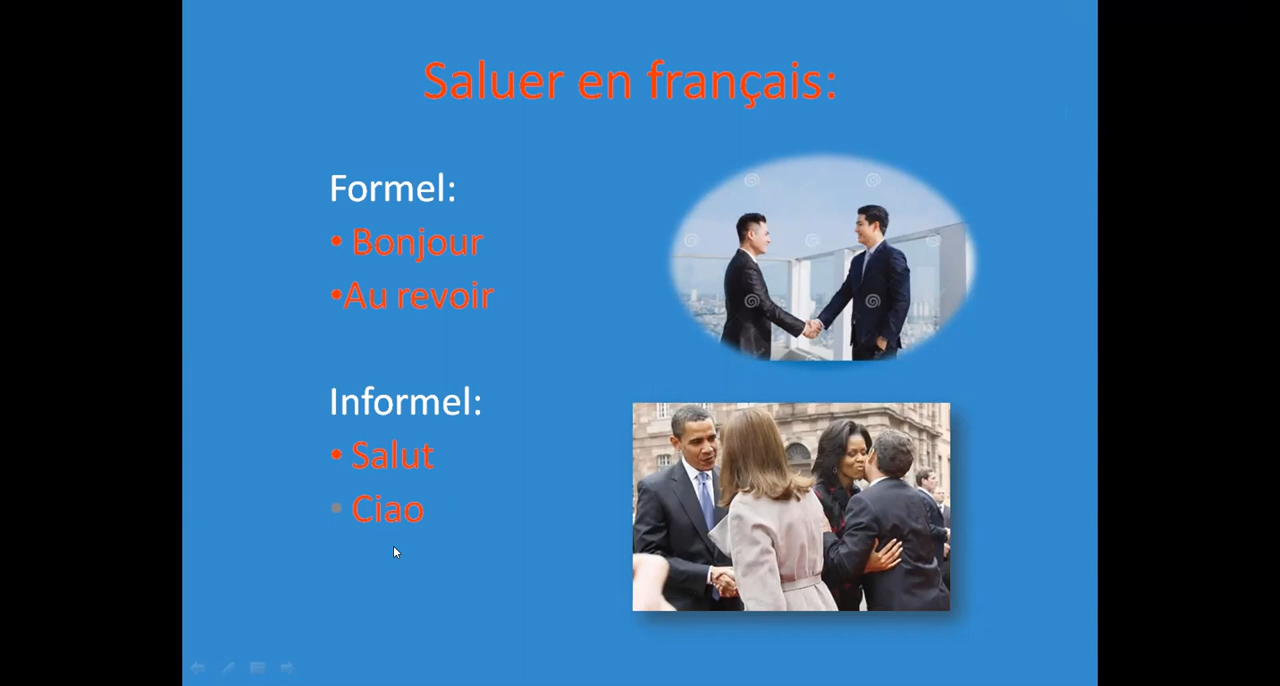 Saluer en français:
Formel:
• Bonjour
•Au revoir
Informel:
• Salut
• Ciao